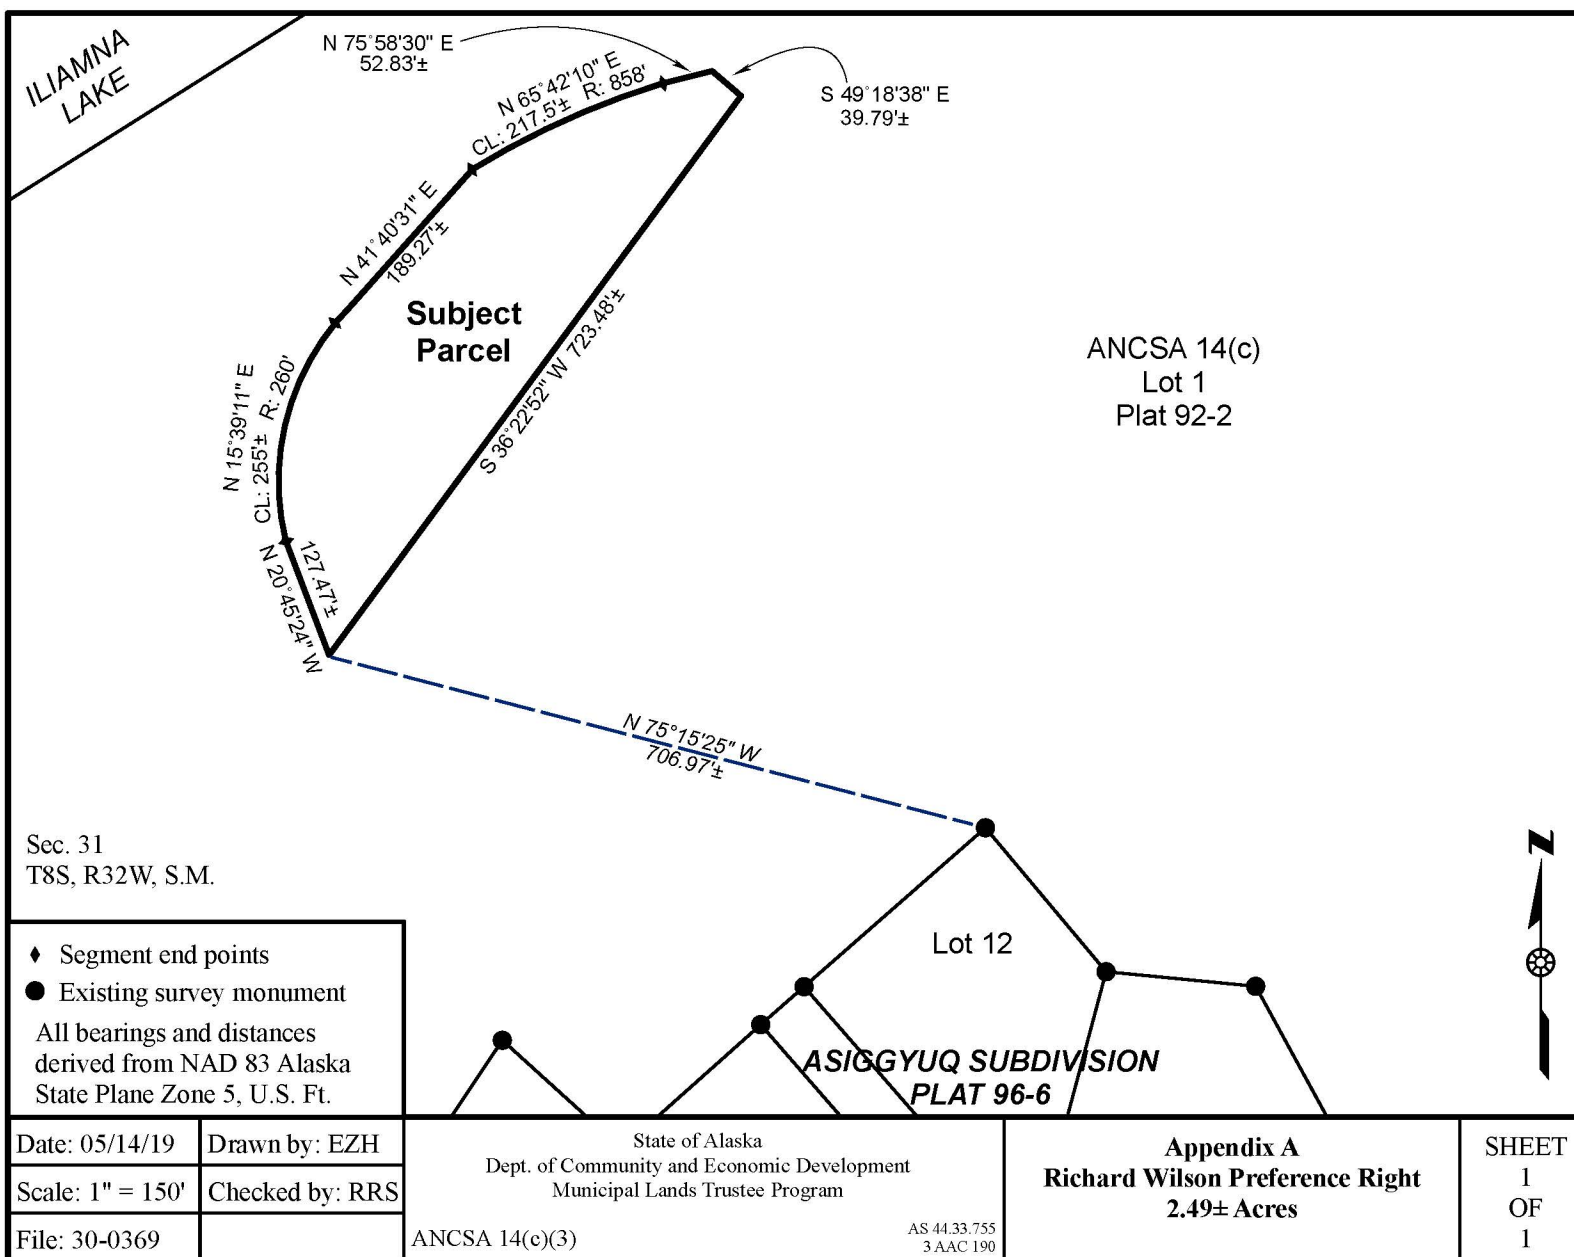 ILIAMNA
LAKE
N 75°58'30" E
52.83'±
N 65°42'10" E
CL: 217.5'± R: 858'
S 49°18'38" E
39.79'±
N 41°40'31" E
189.27'±
Subject
Parcel
S 36°22'52" W 723.48'±
ANCSA 14(c)
Lot 1
Plat 92-2
N 15°39'11" E
CL: 255'± R: 260'
127.47'±
N 20°45'24" W
N 75°15'25" W
706.97'±
Sec. 31
T8S, R32W, S.M.
N
Segment end points
Existing survey monument
All bearings and distances
derived from NAD 83 Alaska
State Plane Zone 5, U.S. Ft.
Lot 12
ASIGGYUQ SUBDIVISION
PLAT 96-6
Date: 05/14/19
Drawn by: EZH
Scale: 1" = 150'
Checked by: RRS
File: 30-0369
State of Alaska
Dept. of Community and Economic Development
Municipal Lands Trustee Program
ANCSA 14(c)(3)
AS 44.33.755
3 AAC 190
Appendix A
Richard Wilson Preference Right
2.49± Acres
SHEET
1
OF
1